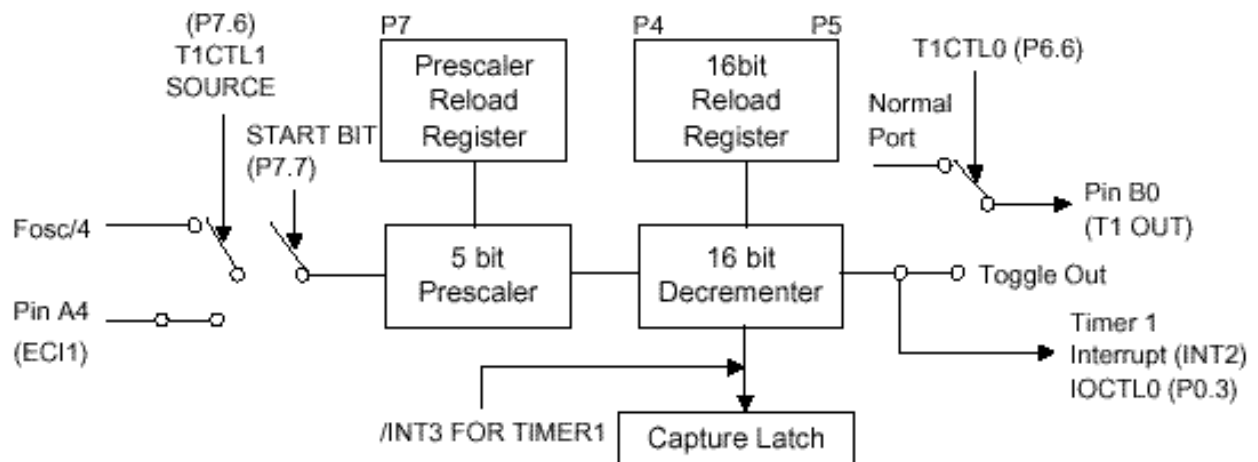 (P7.6)
T1CTL1
SOURCE
P7
Prescaler
Reload
Register
P4
P5
16bit
Reload
Register
T1CTL0 (P6.6)
Normal
Port
START BIT
(P7.7)
Pin B0
(T1 OUT)
Fosc/4
5 bit
Prescaler
16 bit
Decrementer
Toggle Out
Pin A4
(ECI1)
Timer 1
Interrupt (INT2)
IOCTL0 (P0.3)
/INT3 FOR TIMER1
Capture Latch